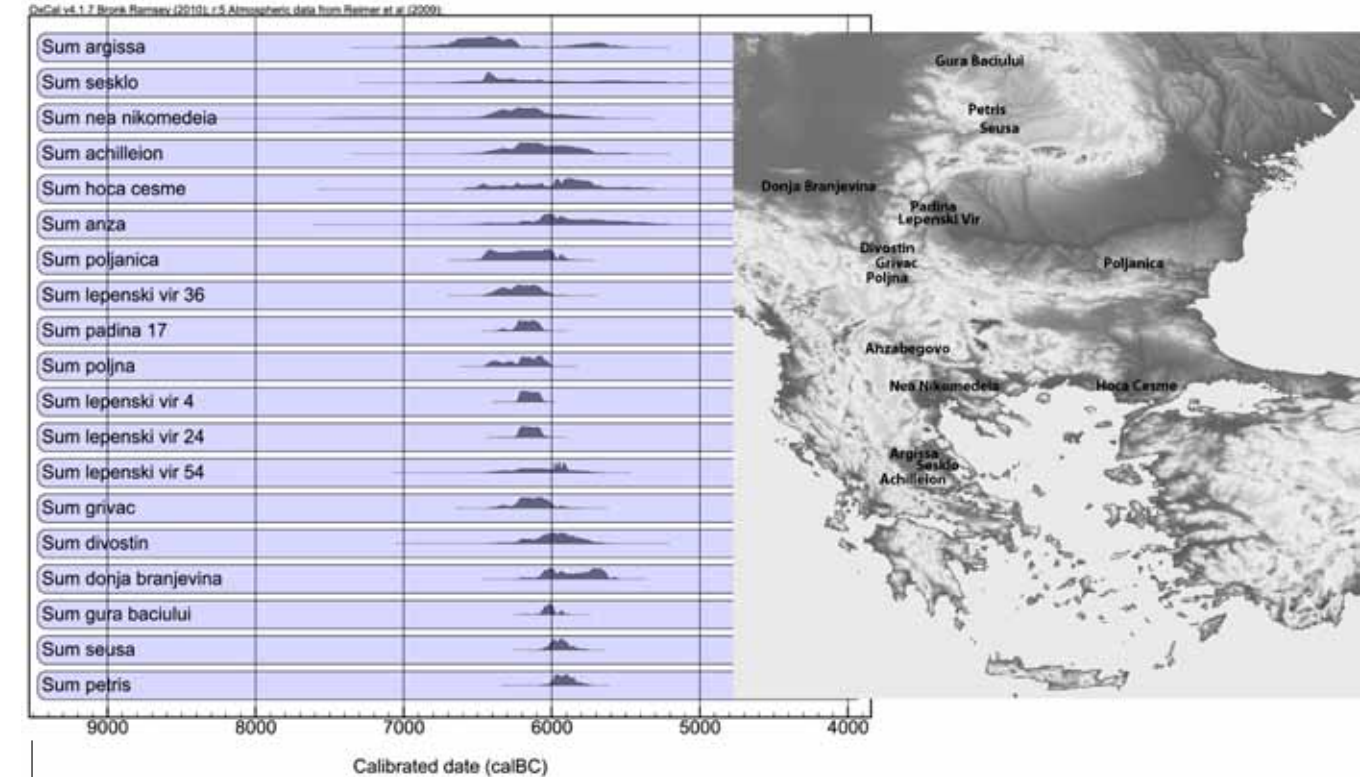 OxCal v4.1.7 Bronk Ramsey (2010); r:5 Atmospheric data from Reimer et al (2009);
Sum argissa
Sum sesklo
Sum nea nikomedeia
Sum achilleion
Sum hoca cesme
Sum anza
Sum poljanica
Sum lepenski vir 36
Sum padina 17
Sum poljna
Sum lepenski vir 4
Sum lepenski vir 24
Sum lepenski vir 54
Sum grivac
Sum divostin
Sum donja branjevina
Sum gura baciului
Sum seusa
Sum petris
9000 8000 7000 6000 5000 4000
Calibrated date (calBC)
Gura Baciului
Petris
Seusa
Donja Branjevina
Padina
Lepenski Vir
Divostin
Grivac
Poljna
Poljanica
Anzabegovo
Nea Nikomedeia
Hoca Cesme
Argissa
Sesklo
Achilleion